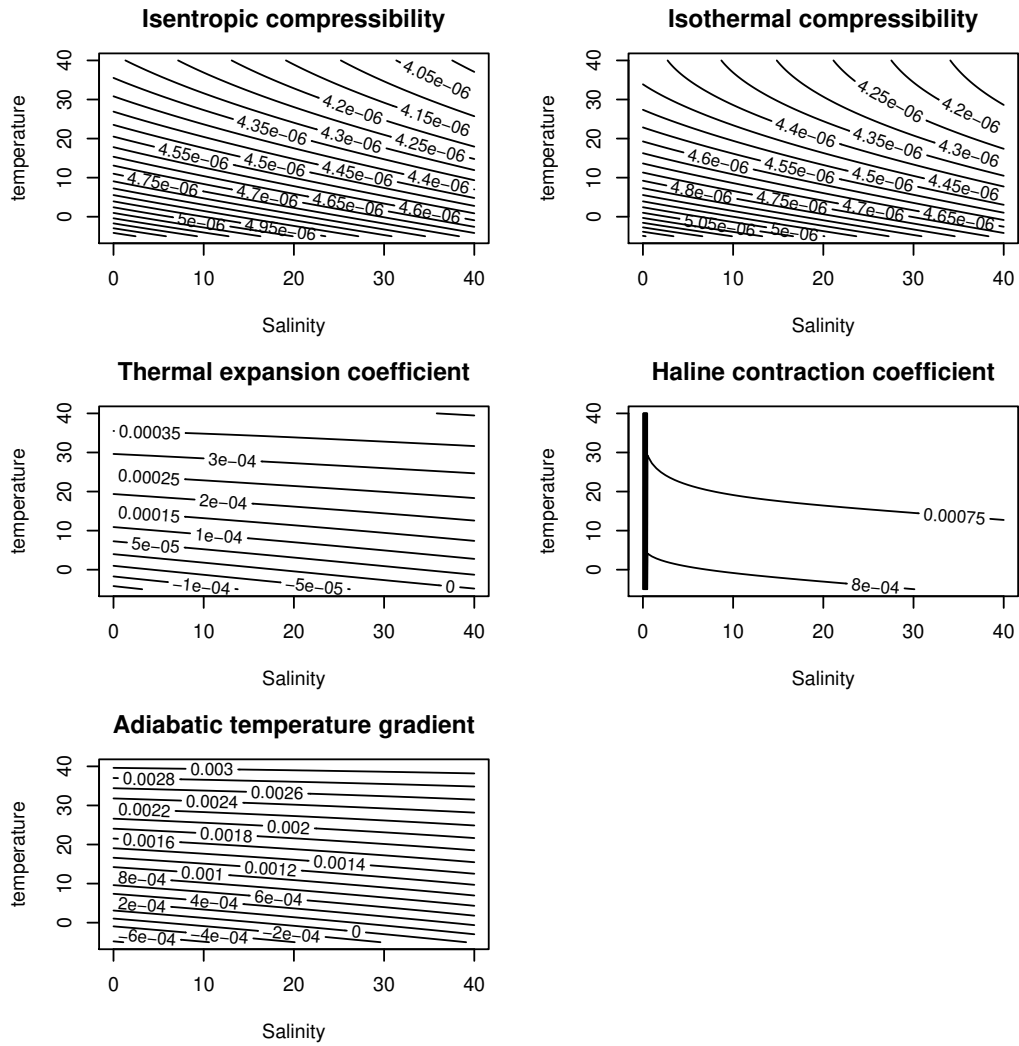 Isentropic compressibility
temperature
40
30
20
10
0
4.05e−06
4.2e−06
4.15e−06
4.35e−06
4.3e−06
4.25e−06
4.55e−06
4.5e−06
4.45e−06
4.4e−06
4.75e−06
4.7e−06
4.65e−06
4.6e−06
5e−06
4.95e−06
0 10 20 30 40
Salinity
Isothermal compressibility
temperature
40
30
20
10
0
4.25e−06
4.2e−06
4.4e−06
4.35e−06
4.3e−06
4.6e−06
4.55e−06
4.5e−06
4.45e−06
4.8e−06
4.75e−06
4.7e−06
4.65e−06
5.05e−06
5e−06
0 10 20 30 40
Salinity
Thermal expansion coefficient
temperature
40
30
20
10
0
0.00035
3e−04
0.00025
2e−04
0.00015
1e−04
5e−05
−1e−04
−5e−05
0
0 10 20 30 40
Salinity
Haline contraction coefficient
temperature
40
30
20
10
0
0.00075
8e−04
0 10 20 30 40
Salinity
Adiabatic temperature gradient
temperature
40
30
20
10
0
0.003
0.0028
0.0026
0.0024
0.0022
0.002
0.0018
0.0016
0.0014
0.0012
0.001
8e−04
6e−04
4e−04
2e−04
0
−2e−04
−4e−04
−6e−04
0 10 20 30 40
Salinity